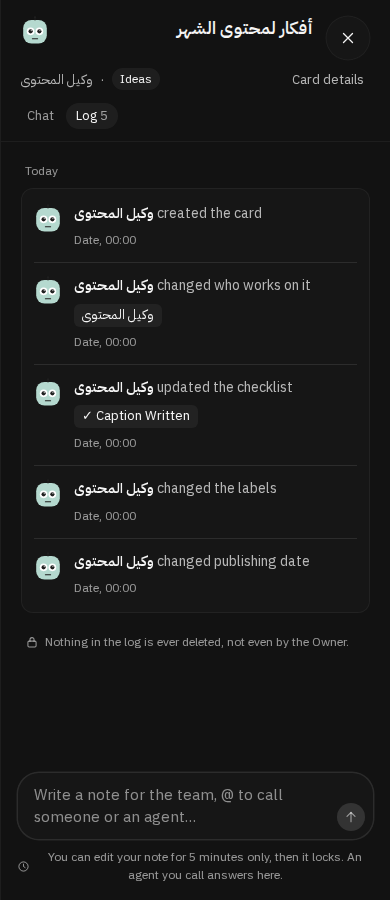 أفكار لمحتوى الشهر
وكيل المحتوى · Ideas
Card details
Chat
Log 5
Today
وكيل المحتوى created the card
Date, 00:00
وكيل المحتوى changed who works on it
وكيل المحتوى
Date, 00:00
وكيل المحتوى updated the checklist
✓ Caption Written
Date, 00:00
وكيل المحتوى changed the labels
Date, 00:00
وكيل المحتوى changed publishing date
Date, 00:00
Nothing in the log is ever deleted, not even by the Owner.
Write a note for the team, @ to call
someone or an agent...
You can edit your note for 5 minutes only, then it locks. An
agent you call answers here.